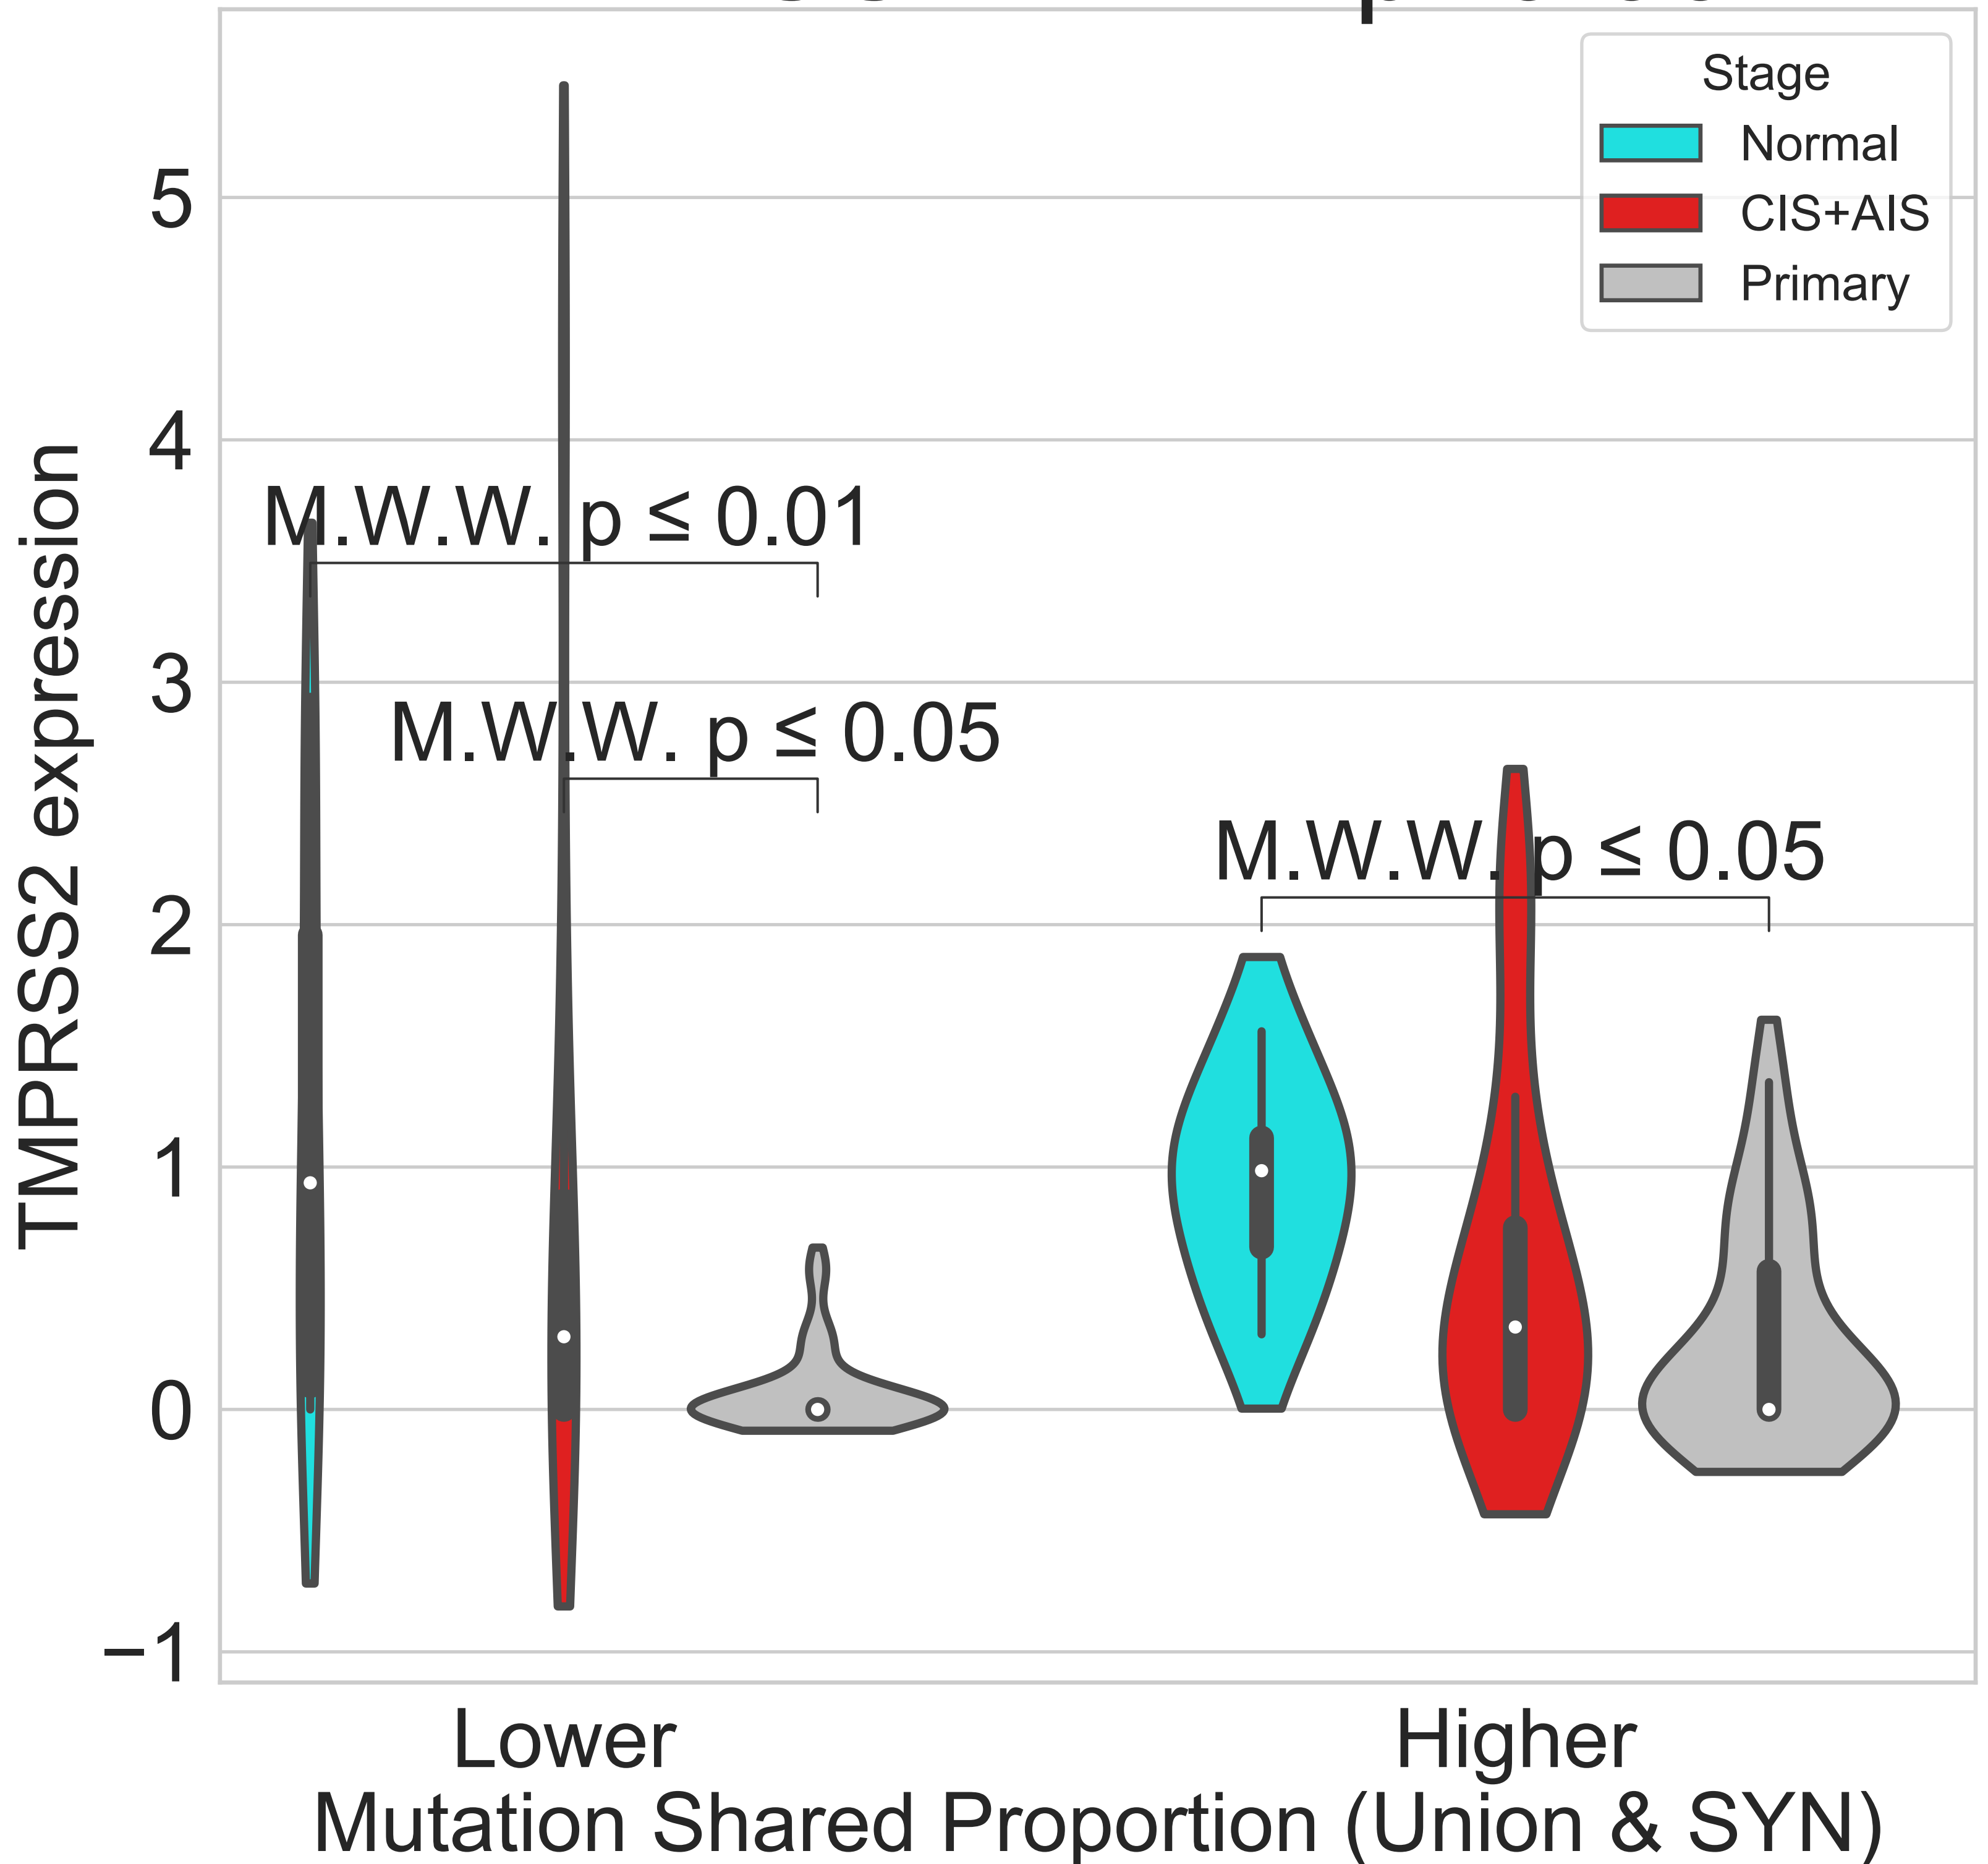 Stage
Normal
CIS+AIS
Primary
TMPRSS2 expression
5
4
3
2
1
0
−1
M.W.W. p ≤ 0.01
M.W.W. p ≤ 0.05
M.W.W. p ≤ 0.05
Lower
Higher
Mutation Shared Proportion (Union & SYN)